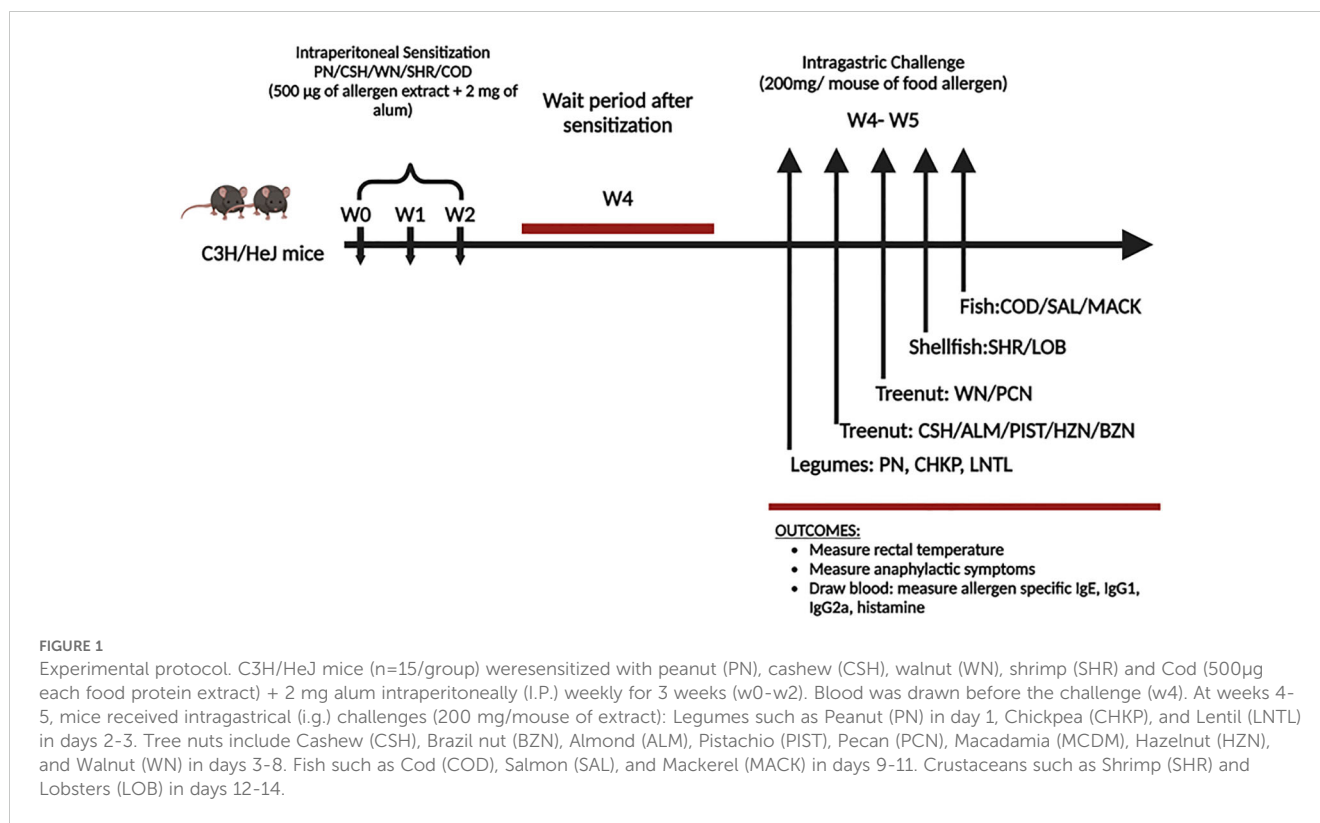 Intraperitoneal Sensitization
PN/CSH/WN/SHR/COD
(500 µg of allergen extract + 2 mg of
alum)
Wait period after
sensitization
W4
Intragastric Challenge
(200mg/ mouse of food allergen)
W4- W5
W0 W1 W2
C3H/HeJ mice
Fish:COD/SAL/MACK
Shellfish:SHR/LOB
Treenut: WN/PCN
Treenut: CSH/ALM/PIST/HZN/BZN
Legumes: PN, CHKP, LNTL
OUTCOMES:
• Measure rectal temperature
• Measure anaphylactic symptoms
• Draw blood: measure allergen specific IgE, IgG1,
IgG2a, histamine
FIGURE 1
Experimental protocol. C3H/HeJ mice (n=15/group) weresensitized with peanut (PN), cashew (CSH), walnut (WN), shrimp (SHR) and Cod (500µg
each food protein extract) + 2 mg alum intraperitoneally (I.P.) weekly for 3 weeks (w0-w2). Blood was drawn before the challenge (w4). At weeks 4-
5, mice received intragastrical (i.g.) challenges (200 mg/mouse of extract): Legumes such as Peanut (PN) in day 1, Chickpea (CHKP), and Lentil (LNTL)
in days 2-3. Tree nuts include Cashew (CSH), Brazil nut (BZN), Almond (ALM), Pistachio (PIST), Pecan (PCN), Macadamia (MCDM), Hazelnut (HZN),
and Walnut (WN) in days 3-8. Fish such as Cod (COD), Salmon (SAL), and Mackerel (MACK) in days 9-11. Crustaceans such as Shrimp (SHR) and
Lobsters (LOB) in days 12-14.